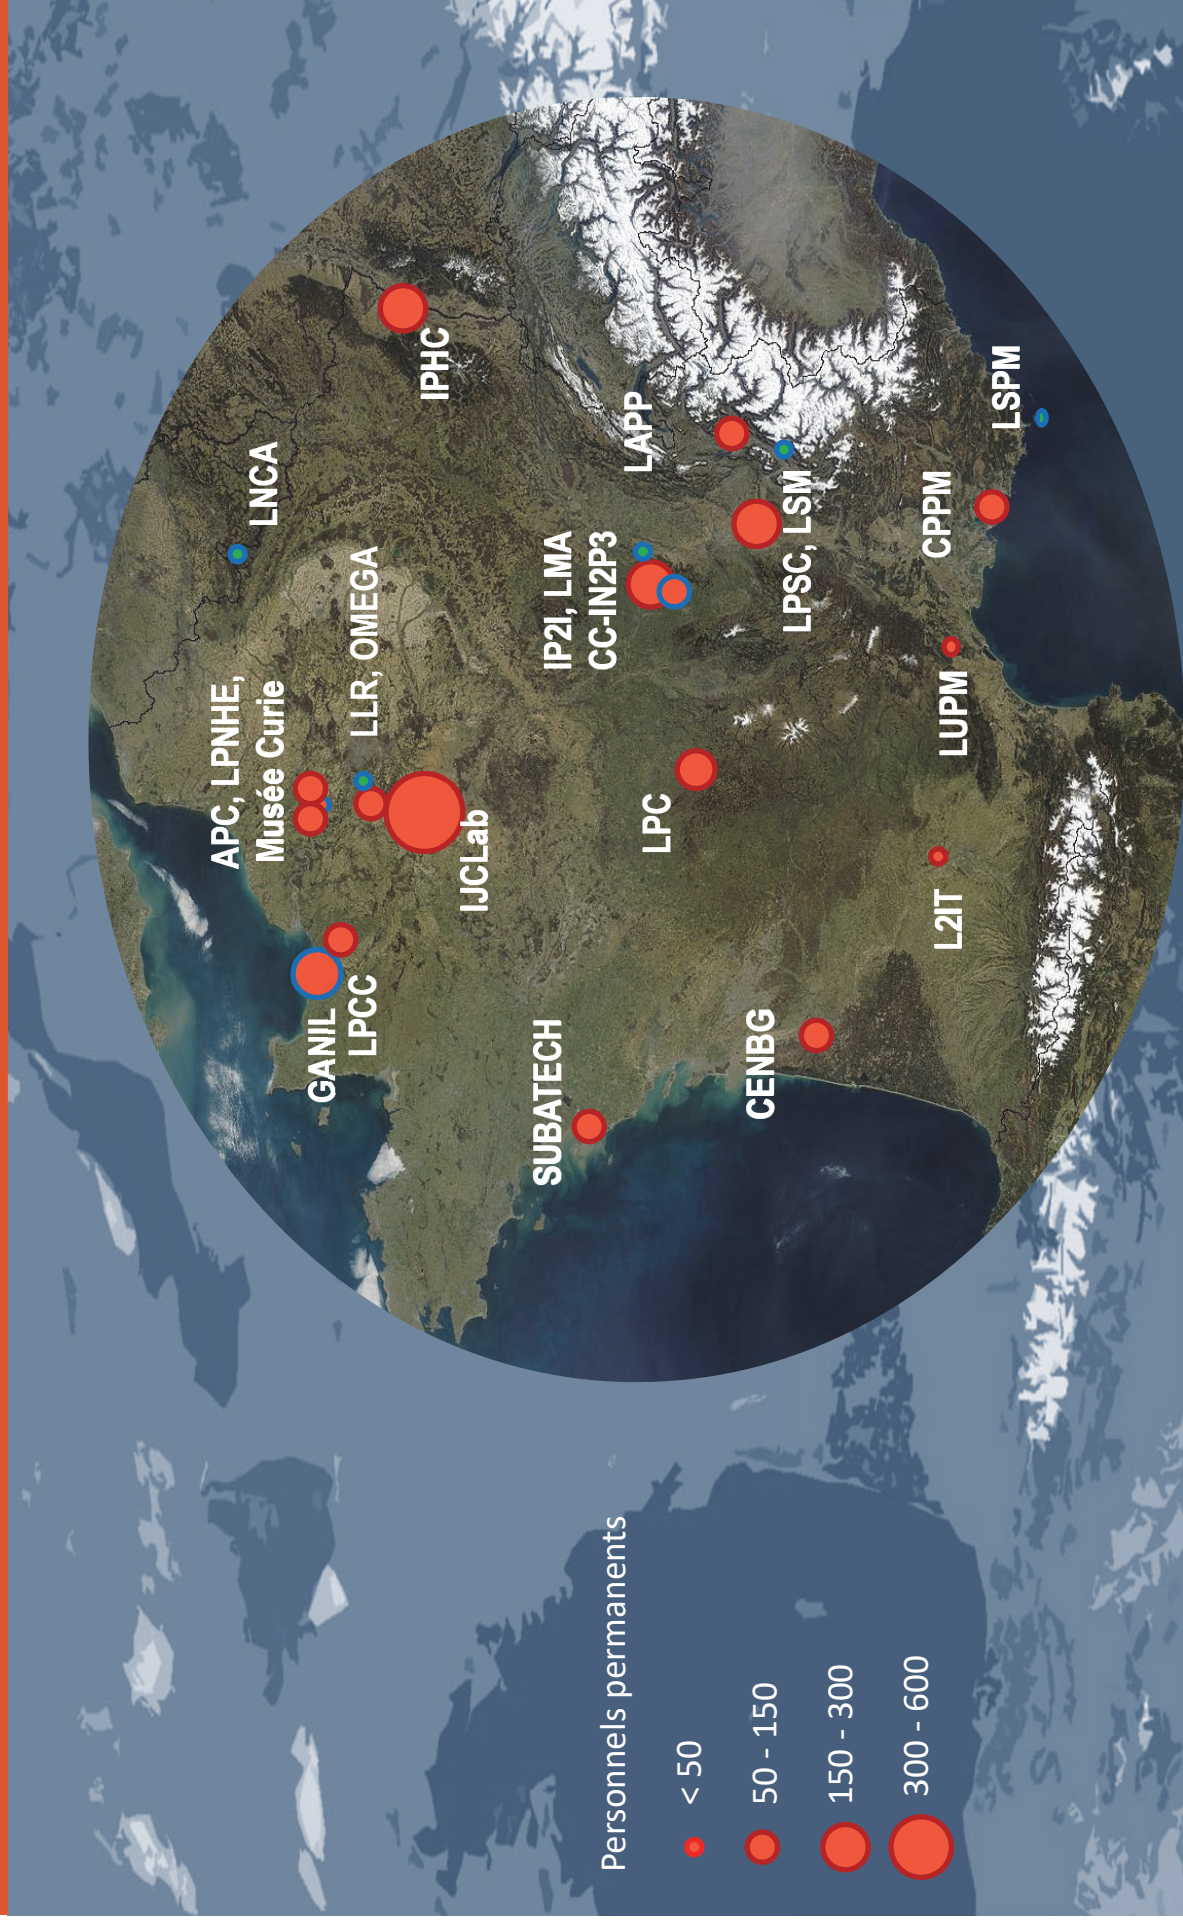 APC, LPNHE,
Musée Curie
LNCA
LLR, OMEGA
IPHC
GANIL
LPCC
IJCLab
SUBATECH
IP2I, LMA
CC-IN2P3
LAPP
LPC
CENBG
LPSC, LSM
L2IT
LUPM
CPPM
LSPM
Personnels permanents
< 50
50 - 150
150 - 300
300 - 600